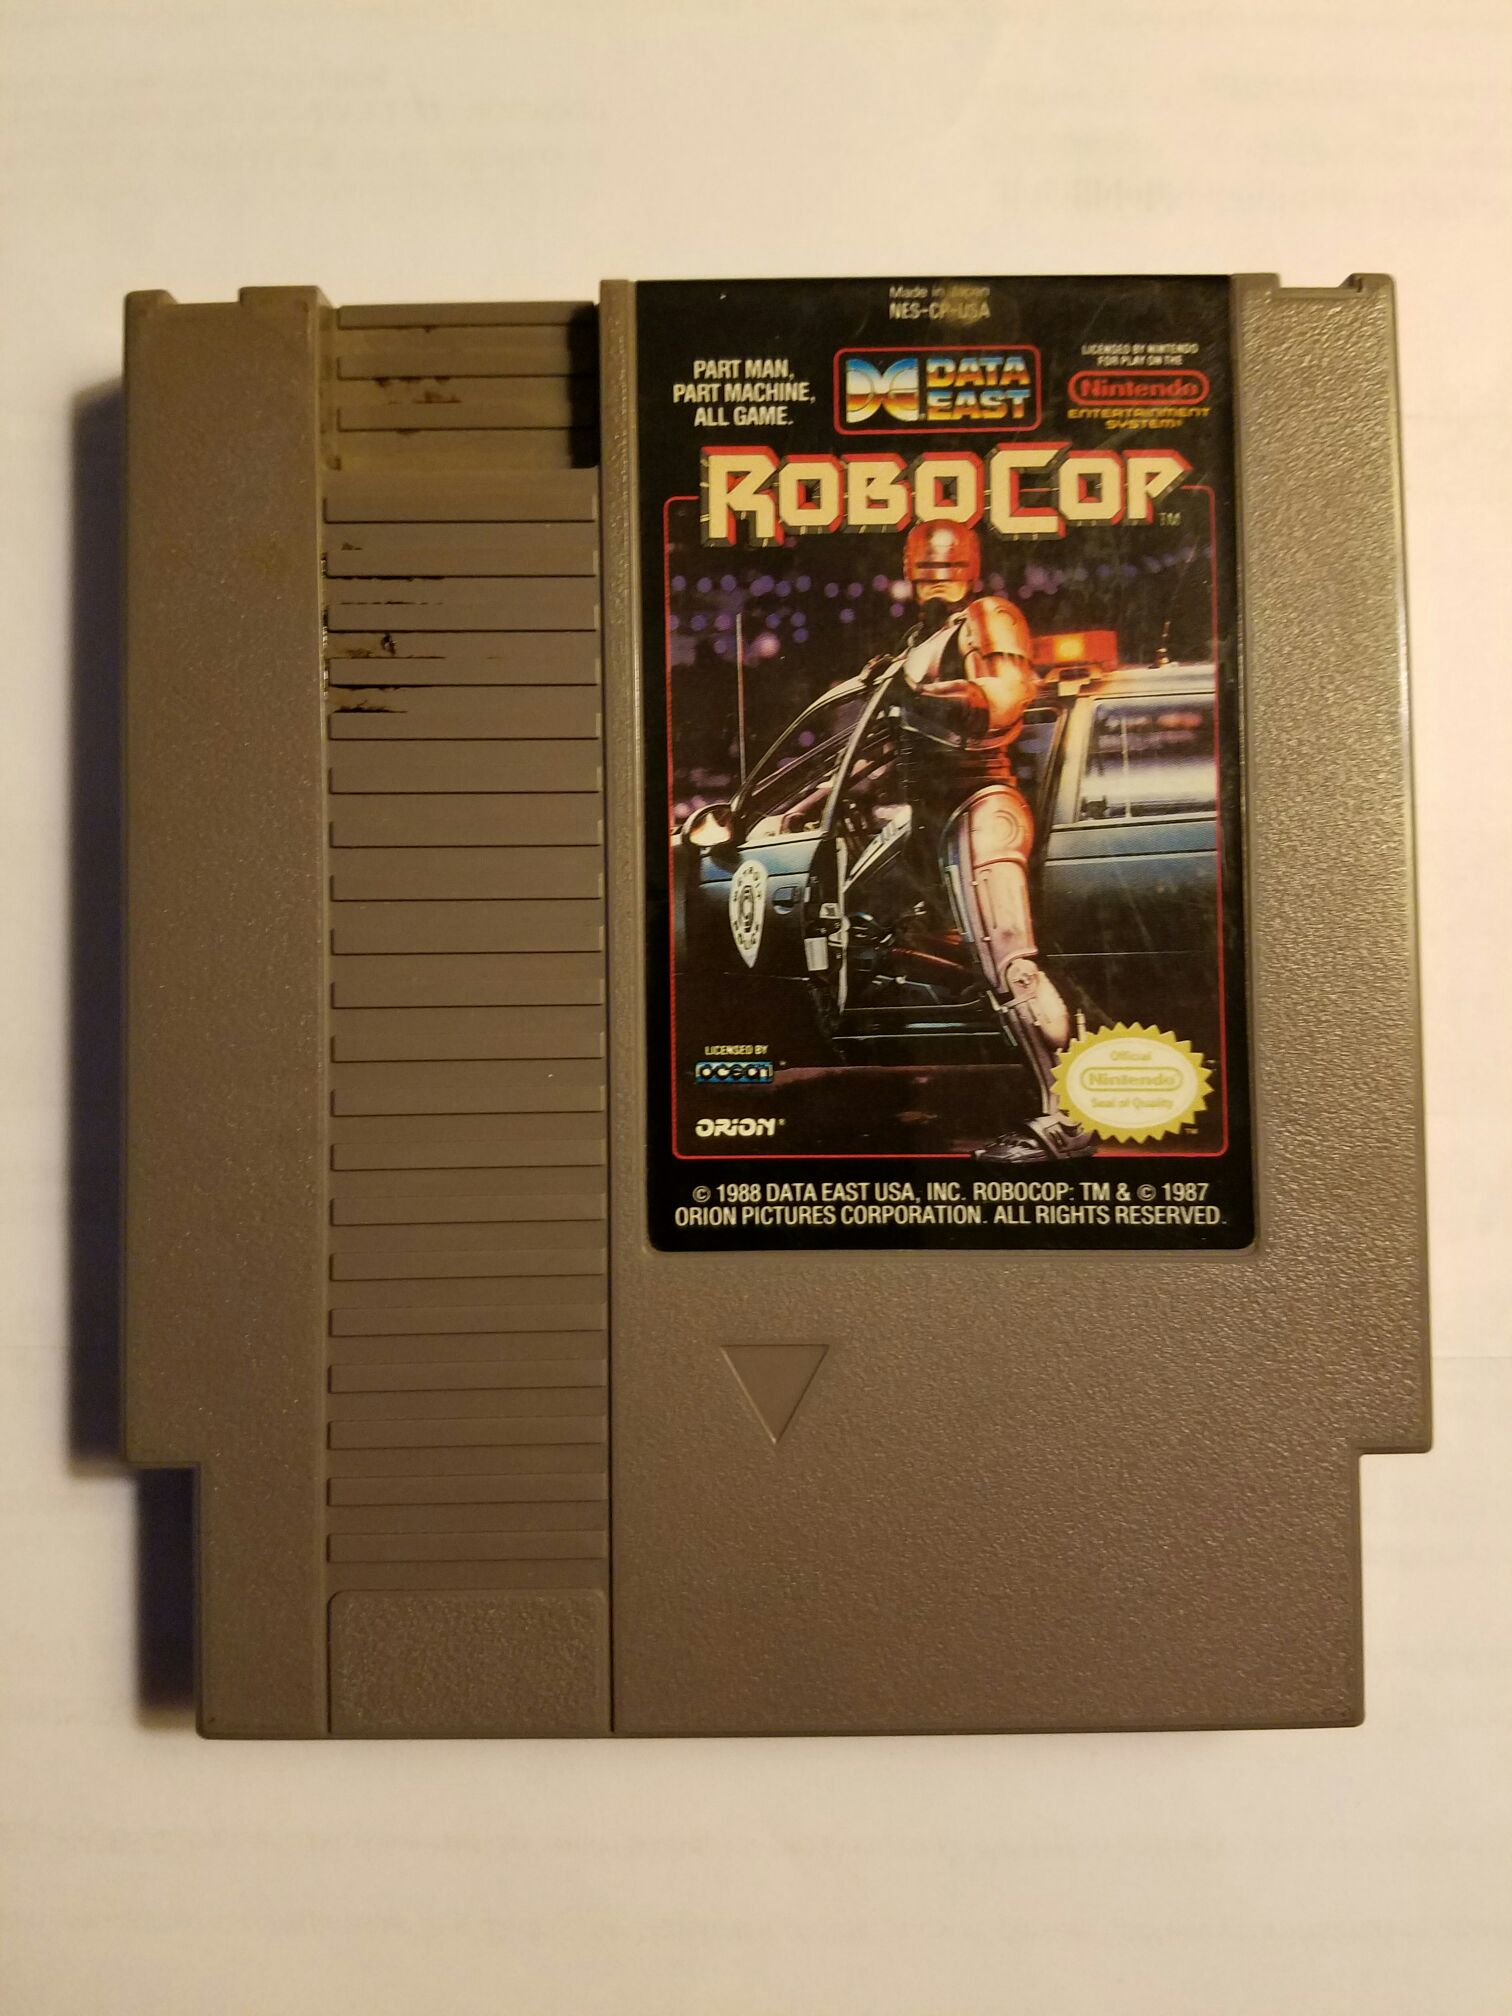 Made in Japan
NES-CP-USA
PART MAN,
PART MACHINE,
ALL GAME.
DATA
EAST
LICENSED BY NINTENDO
FOR PLAY ON THE
Nintendo
ENTERTAINMENT
SYSTEM
ROBOCOP
TM
LICENSED BY
ocean
ORION
Official
Nintendo
Seal of Quality
TM
© 1988 DATA EAST USA, INC. ROBOCOP: TM & © 1987
ORION PICTURES CORPORATION. ALL RIGHTS RESERVED.